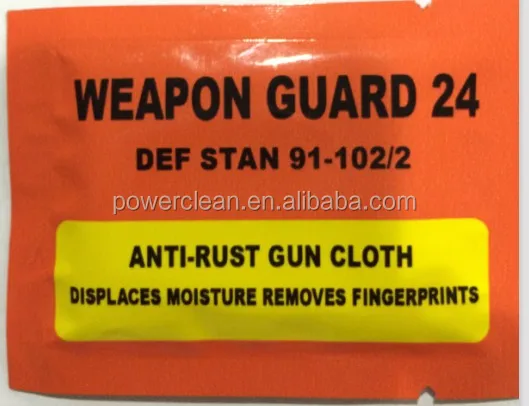 WEAPON GUARD 24
DEF STAN 91-102/2
powerclean.en.alibaba.com
ANTI-RUST GUN CLOTH
DISPLACES MOISTURE REMOVES FINGERPRINTS